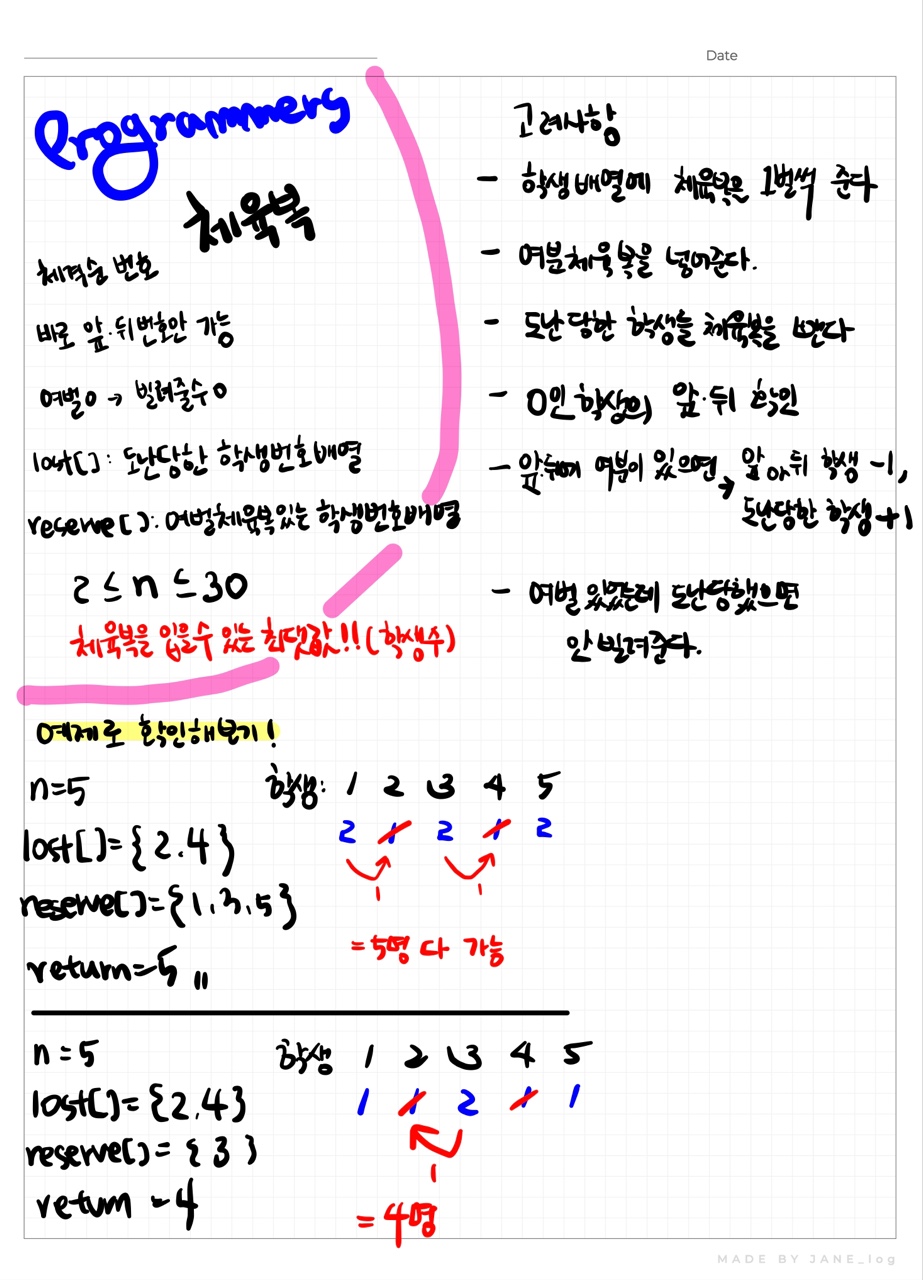 Date
Programmers
체육복
체격순 번호
바로 앞·뒤번호만 가능
여벌o → 빌려줄수 o
lost[] : 도난당한 학생번호배열
reserve[] : 여벌체육복있는 학생번호배열
2 ≤ n ≤ 30
체육복을 입을수 있는 최댓값!! (학생수)
고려사항
- 학생배열에 체육복을 1벌씩 준다
- 여분체육복을 넣어준다.
- 도난당한 학생들 체육복을 뺀다
- 0인 학생의 앞·뒤 확인
- 앞·뒤에 여분이 있으면 → 앞 or 뒤 학생 -1,
도난당한 학생 +1
- 여벌 있었는데 도난당했으면
안 빌려준다.
예제로 확인해보기!
n=5
lost[]={2.4}
reserve[]={1,3,5}
return=5
학생: 1 2 3 4 5
2 1 2 1 2
1 1
=5명 다 가능
n=5
lost[]={2,4}
reserve[]={3}
return -4
학생 1 2 3 4 5
1 1 2 1 1
1
=4명
MADE BY JANE_log